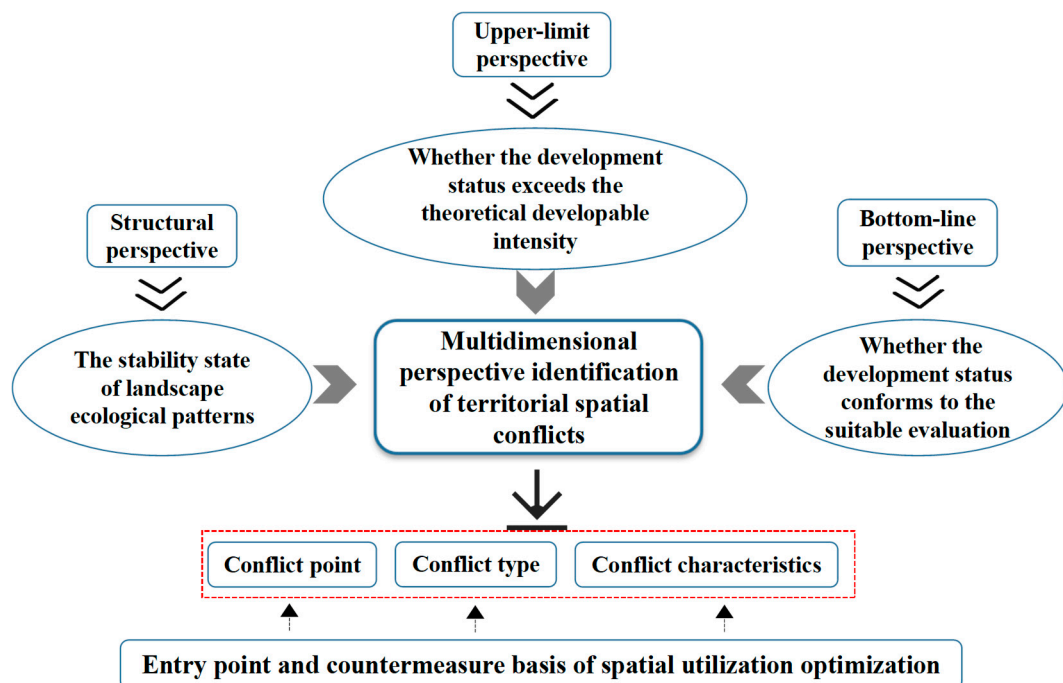 Upper-limit
perspective
Whether the development
status exceeds the
theoretical developable
intensity
Structural
perspective
Bottom-line
perspective
The stability state
of landscape
ecological patterns
Multidimensional
perspective identification
of territorial spatial
conflicts
Whether the
development status
conforms to the
suitable evaluation
Conflict point
Conflict type
Conflict characteristics
Entry point and countermeasure basis of spatial utilization optimization